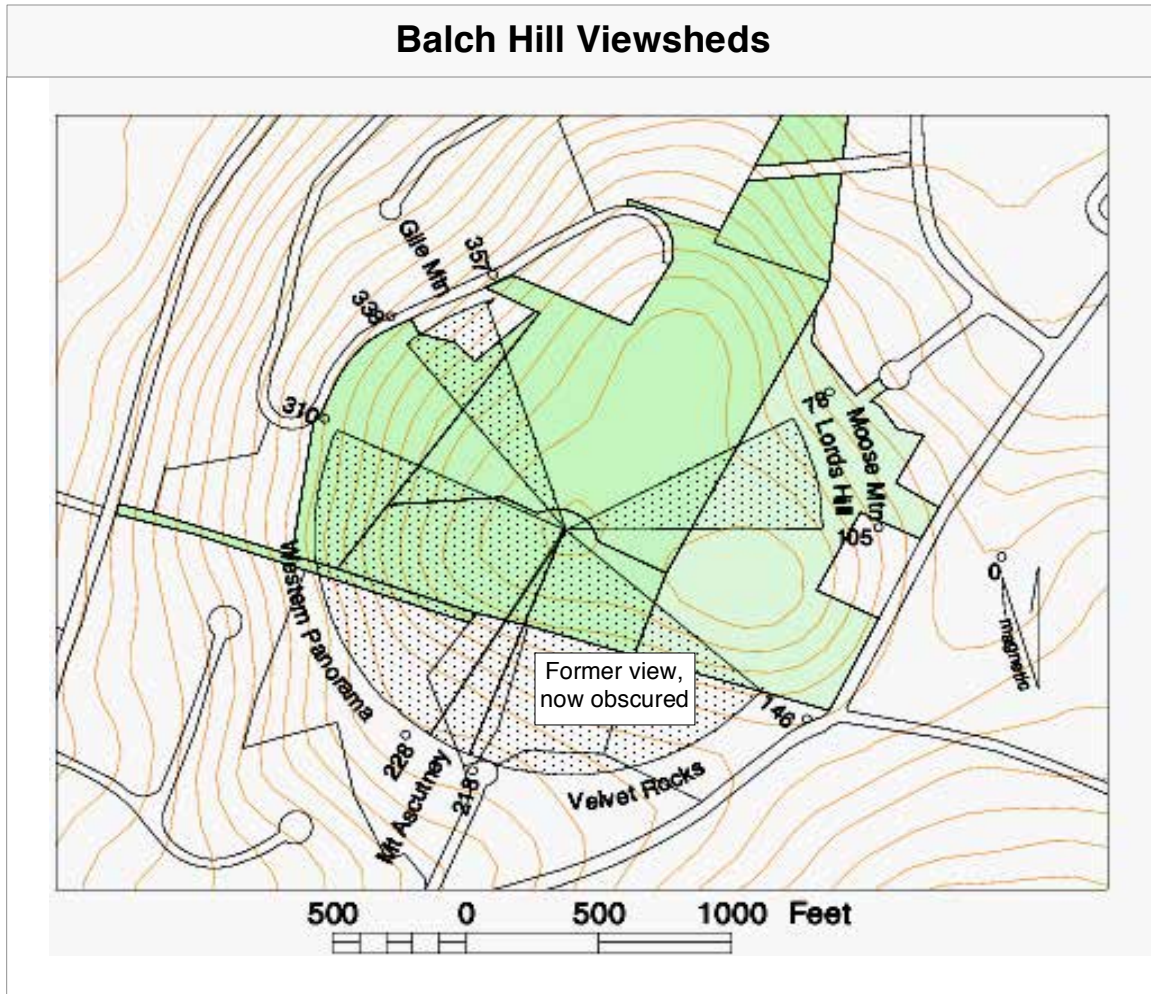 Balch Hill Viewsheds
Gile Mtn
357°
338°
310°
78°
Lords Hill
Moose Mtn
105°
0°
magnetic
Western Panorama
Former view,
now obscured
146°
228°
Mt Ascutney
218°
Velvet Rocks
500 0 500 1000 Feet